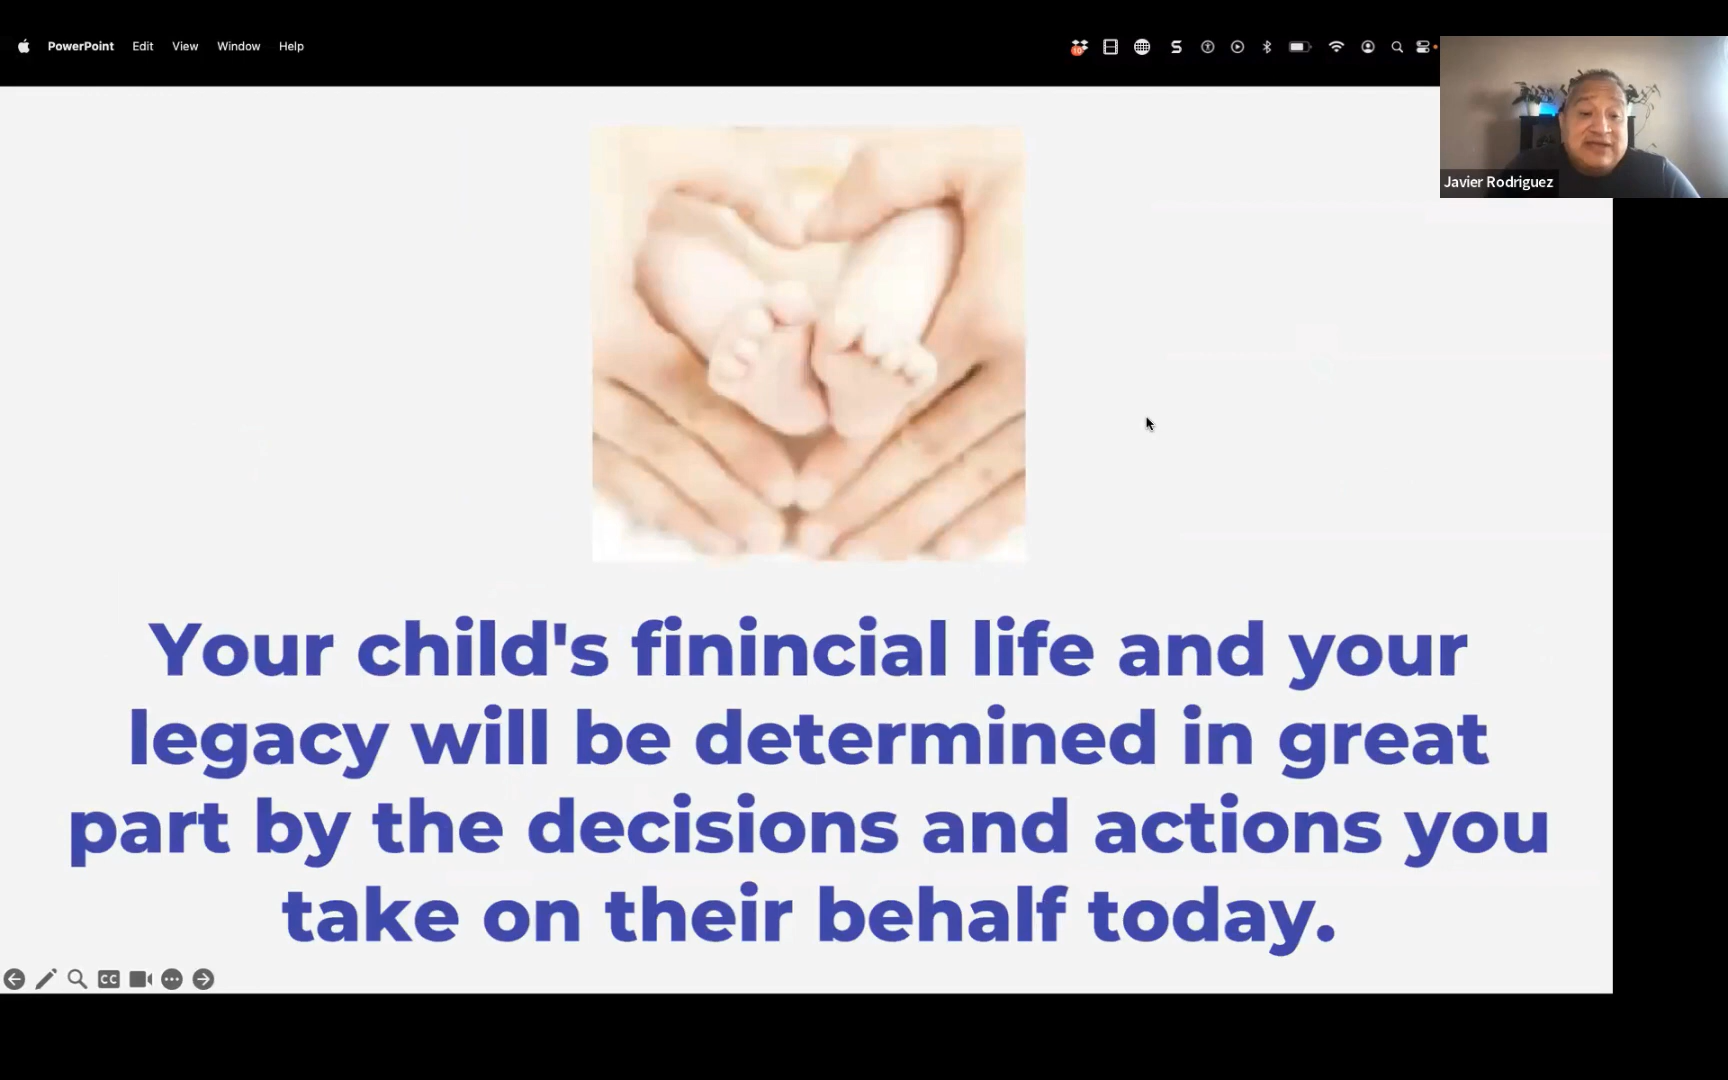 PowerPoint Edit View Window Help
Javier Rodriguez
Your child's finincial life and your
legacy will be determined in great
part by the decisions and actions you
take on their behalf today.
CC